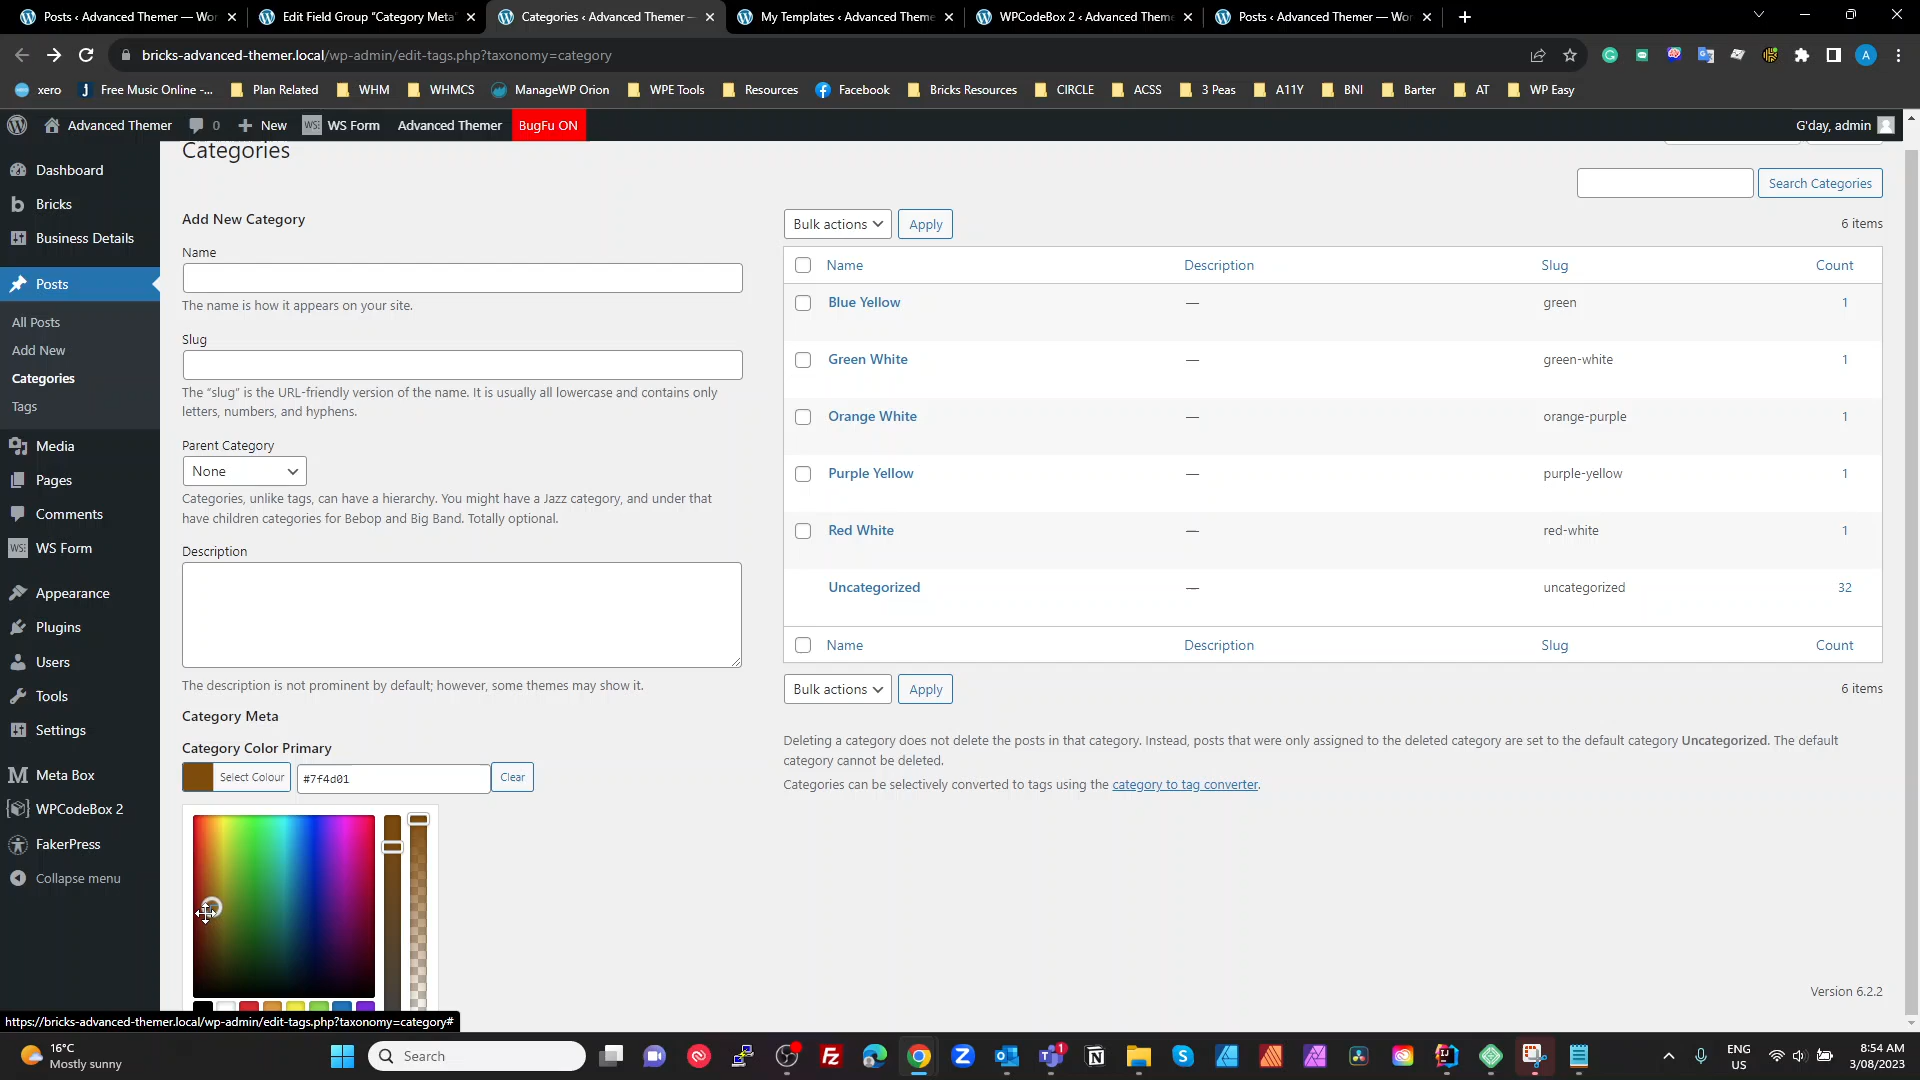 Posts ‹ Advanced Themer — Wor
Edit Field Group “Category Meta”
Categories ‹ Advanced Themer —
My Templates ‹ Advanced Theme
WPCodeBox 2 ‹ Advanced Theme
Posts ‹ Advanced Themer — Wor
bricks-advanced-themer.local/wp-admin/edit-tags.php?taxonomy=category
A
xero
Free Music Online -...
Plan Related
WHM
WHMCS
ManageWP Orion
WPE Tools
Resources
Facebook
Bricks Resources
CIRCLE
ACSS
3 Peas
A11Y
BNI
Barter
AT
WP Easy
Advanced Themer
0
New
WS Form
Advanced Themer
BugFu ON
G'day, admin
Dashboard
Bricks
Business Details
Posts
All Posts
Add New
Categories
Tags
Media
Pages
Comments
WS Form
Appearance
Plugins
Users
Tools
Settings
Meta Box
WPCodeBox 2
FakerPress
Collapse menu
Categories
Search Categories
Add New Category
Name
The name is how it appears on your site.
Slug
The “slug” is the URL-friendly version of the name. It is usually all lowercase and contains only
letters, numbers, and hyphens.
Parent Category
None
Categories, unlike tags, can have a hierarchy. You might have a Jazz category, and under that
have children categories for Bebop and Big Band. Totally optional.
Description
The description is not prominent by default; however, some themes may show it.
Category Meta
Category Color Primary
Select Colour
#7f4d01
Clear
Bulk actions
Apply
6 items
Name Description Slug Count
Blue Yellow — green 1
Green White — green-white 1
Orange White — orange-purple 1
Purple Yellow — purple-yellow 1
Red White — red-white 1
Uncategorized — uncategorized 32
Name Description Slug Count
Bulk actions
Apply
6 items
Deleting a category does not delete the posts in that category. Instead, posts that were only assigned to the deleted category are set to the default category Uncategorized. The default
category cannot be deleted.
Categories can be selectively converted to tags using the category to tag converter.
Version 6.2.2
https://bricks-advanced-themer.local/wp-admin/edit-tags.php?taxonomy=category#
16°C
Mostly sunny
Search
1
ENG
US
8:54 AM
3/08/2023